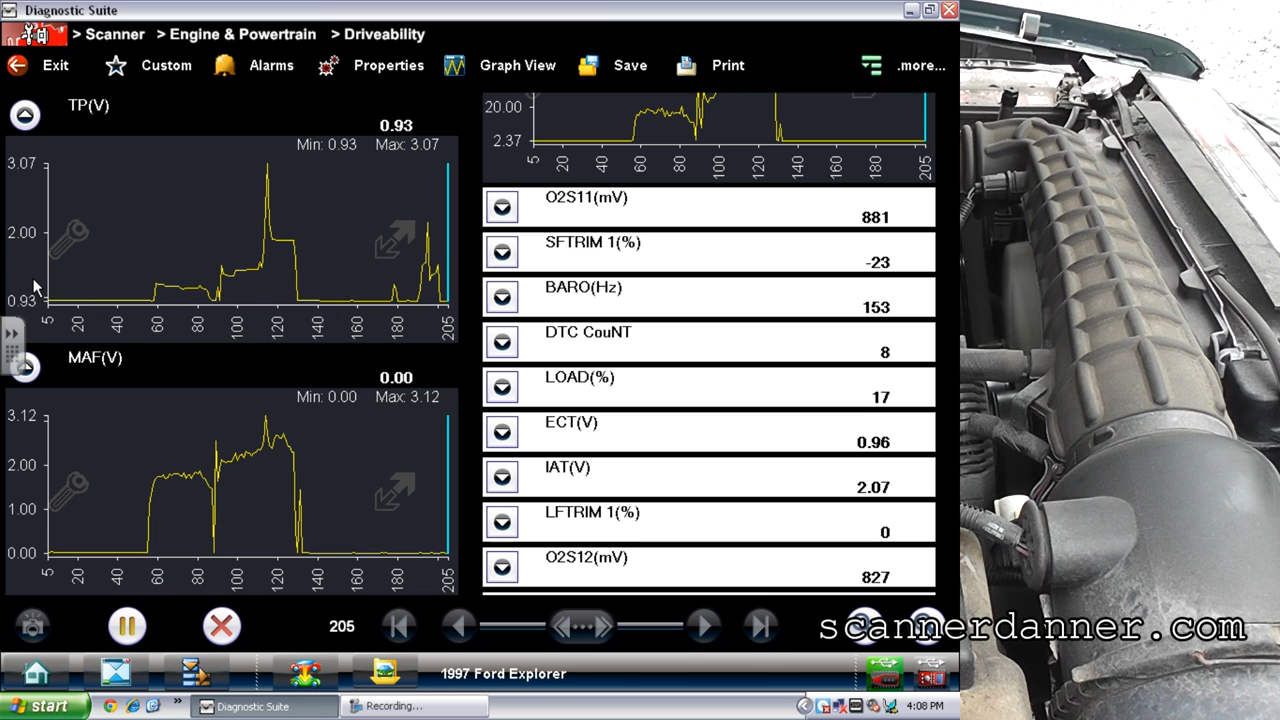 Diagnostic Suite
> Scanner > Engine & Powertrain > Driveability
Exit Custom Alarms Properties Graph View Save Print .more...
TP(V)
0.93
Min: 0.93 Max: 3.07
3.07
2.00
0.93
5 20 40 60 80 100 120 140 160 180 205
MAF(V)
0.00
Min: 0.00 Max: 3.12
3.12
2.00
1.00
0.00
5 20 40 60 80 100 120 140 160 180 205
20.00
2.37
5 20 40 60 80 100 120 140 160 180 205
O2S11(mV)
881
SFTRIM 1(%)
-23
BARO(Hz)
153
DTC CouNT
8
LOAD(%)
17
ECT(V)
0.96
IAT(V)
2.07
LFTRIM 1(%)
0
O2S12(mV)
827
205
scannerdanner.com
1997 Ford Explorer
start
Diagnostic Suite
Recording...
4:08 PM